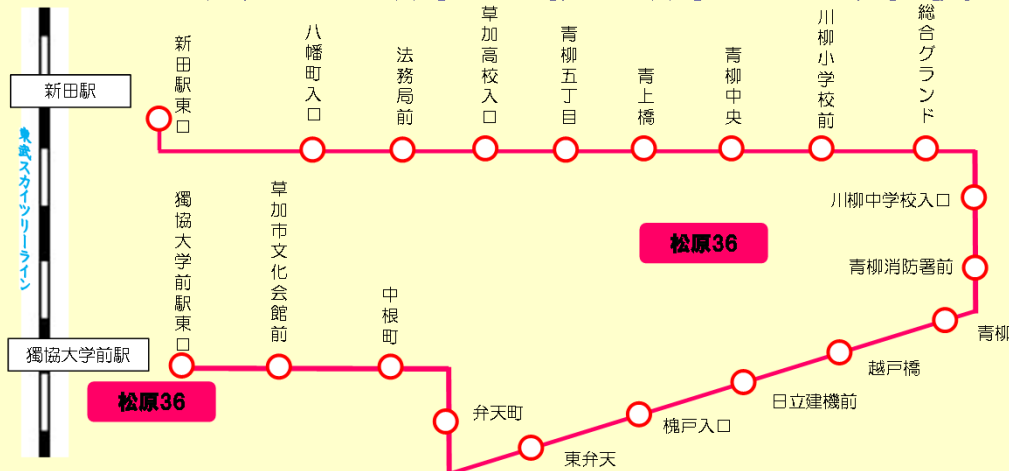 新田駅
東武スカイツリーライン
獨協大学前駅
新田駅東口
八幡町入口
法務局前
草加高校入口
青柳五丁目
青上橋
青柳中央
川柳小学校前
総合グランド
川柳中学校入口
青柳消防署前
青柳
越戸橋
日立建機前
槐戸入口
東弁天
弁天町
中根町
草加市文化会館前
獨協大学前駅東口
松原36
松原36